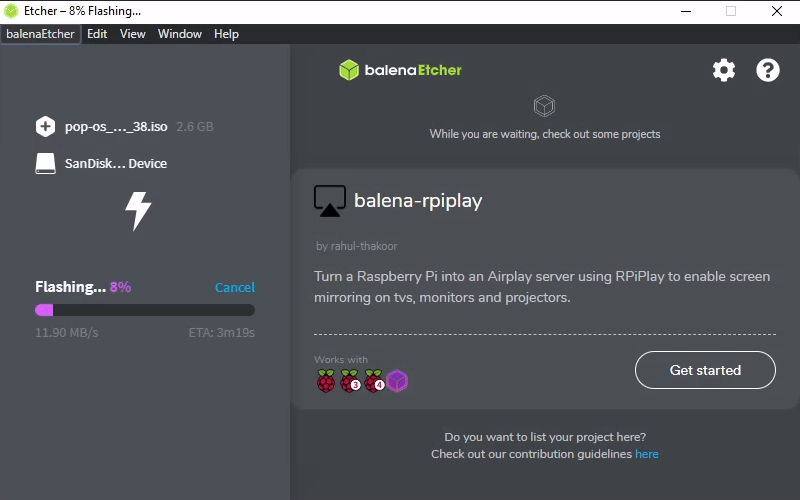 Etcher – 8% Flashing...
balenaEtcher Edit View Window Help
pop-os_..._38.iso 2.6 GB
SanDisk... Device
Flashing... 8% Cancel
11.90 MB/s ETA: 3m19s
balenaEtcher
While you are waiting, check out some projects
balena-rpiplay
by rahul-thakoor
Turn a Raspberry Pi into an Airplay server using RPiPlay to enable screen
mirroring on tvs, monitors and projectors.
Works with
3 4
Get started
Do you want to list your project here?
Check out our contribution guidelines here